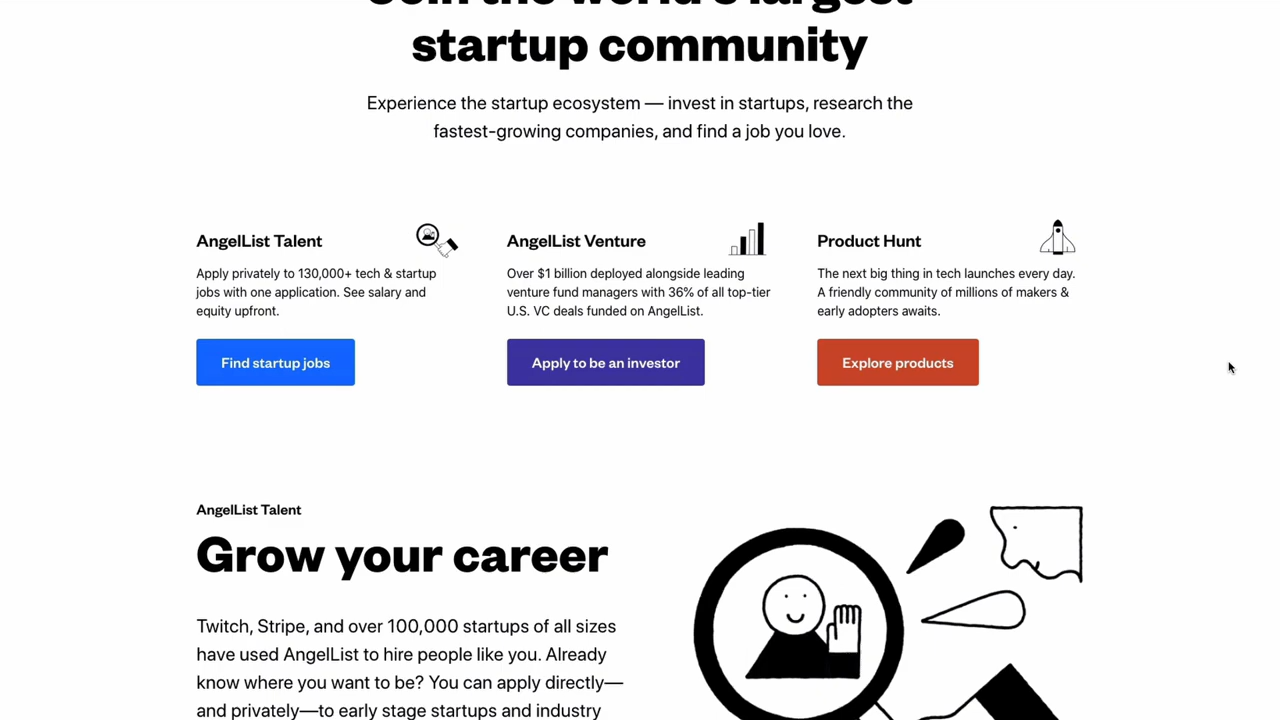 Join the world's largest
startup community
Experience the startup ecosystem — invest in startups, research the
fastest-growing companies, and find a job you love.
AngelList Talent
Apply privately to 130,000+ tech & startup
jobs with one application. See salary and
equity upfront.
Find startup jobs
AngelList Venture
Over $1 billion deployed alongside leading
venture fund managers with 36% of all top-tier
U.S. VC deals funded on AngelList.
Apply to be an investor
Product Hunt
The next big thing in tech launches every day.
A friendly community of millions of makers &
early adopters awaits.
Explore products
AngelList Talent
Grow your career
Twitch, Stripe, and over 100,000 startups of all sizes
have used AngelList to hire people like you. Already
know where you want to be? You can apply directly—
and privately—to early stage startups and industry